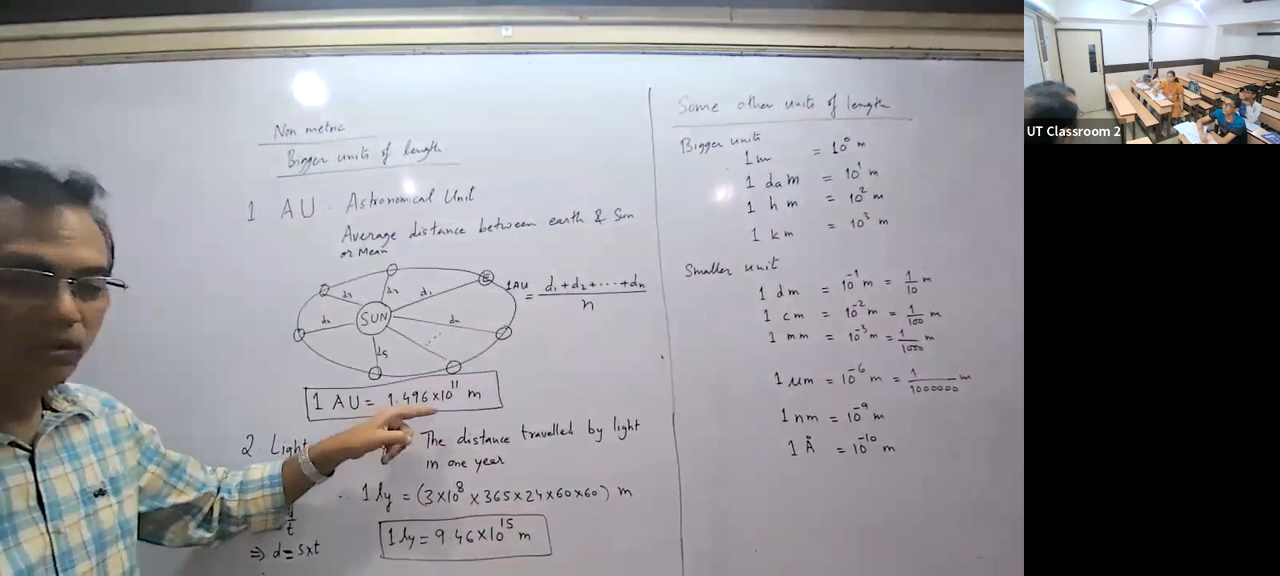 Non metric
Bigger units of length
1 AU. Astronomical Unit
Average distance between earth & Sun
or Mean
SUN
E
d1
d2
d3
d4
d5
dn
1AU = (d1+d2+.....+dn)/n
1 AU = 1.496×10^11 m
2. Light
The distance travelled by light
in one year
∴ 1 ly = (3×10^8 × 365×24×60×60) m
t
⇒ d = s×t
1 ly = 9.46×10^15 m
Some other units of length
Bigger units
1 m = 10^0 m
1 dam = 10^1 m
1 hm = 10^2 m
1 km = 10^3 m
Smaller unit
1 dm = 10^-1 m = 1/10 m
1 cm = 10^-2 m = 1/100 m
1 mm = 10^-3 m = 1/1000 m
1 μm = 10^-6 m = 1/1000000 m
1 nm = 10^-9 m
1 Å = 10^-10 m
UT Classroom 2